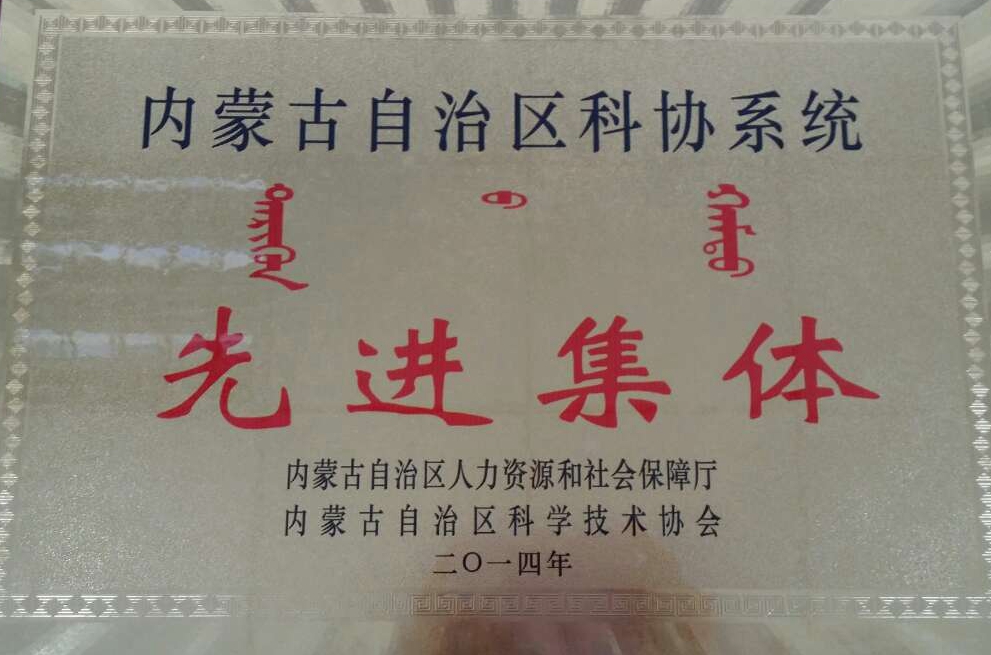 内蒙古自治区科协系统
先进集体
内蒙古自治区人力资源和社会保障厅
内蒙古自治区科学技术协会
二〇一四年